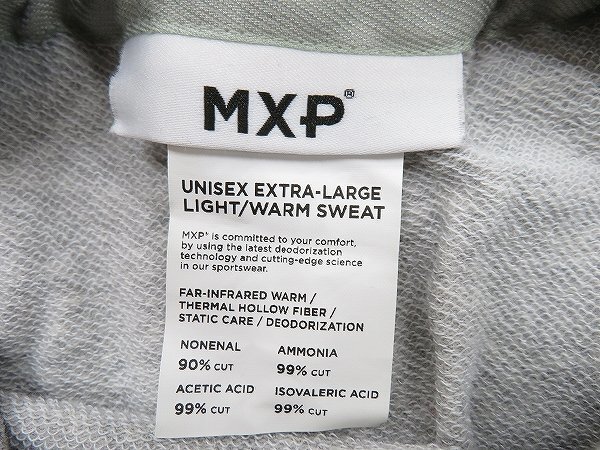 MXP®
UNISEX EXTRA-LARGE
LIGHT/WARM SWEAT
MXP® is committed to your comfort,
by using the latest deodorization
technology and cutting-edge science
in our sportswear.
FAR-INFRARED WARM /
THERMAL HOLLOW FIBER /
STATIC CARE / DEODORIZATION
NONENAL AMMONIA
90% CUT 99% CUT
ACETIC ACID ISOVALERIC ACID
99% CUT 99% CUT